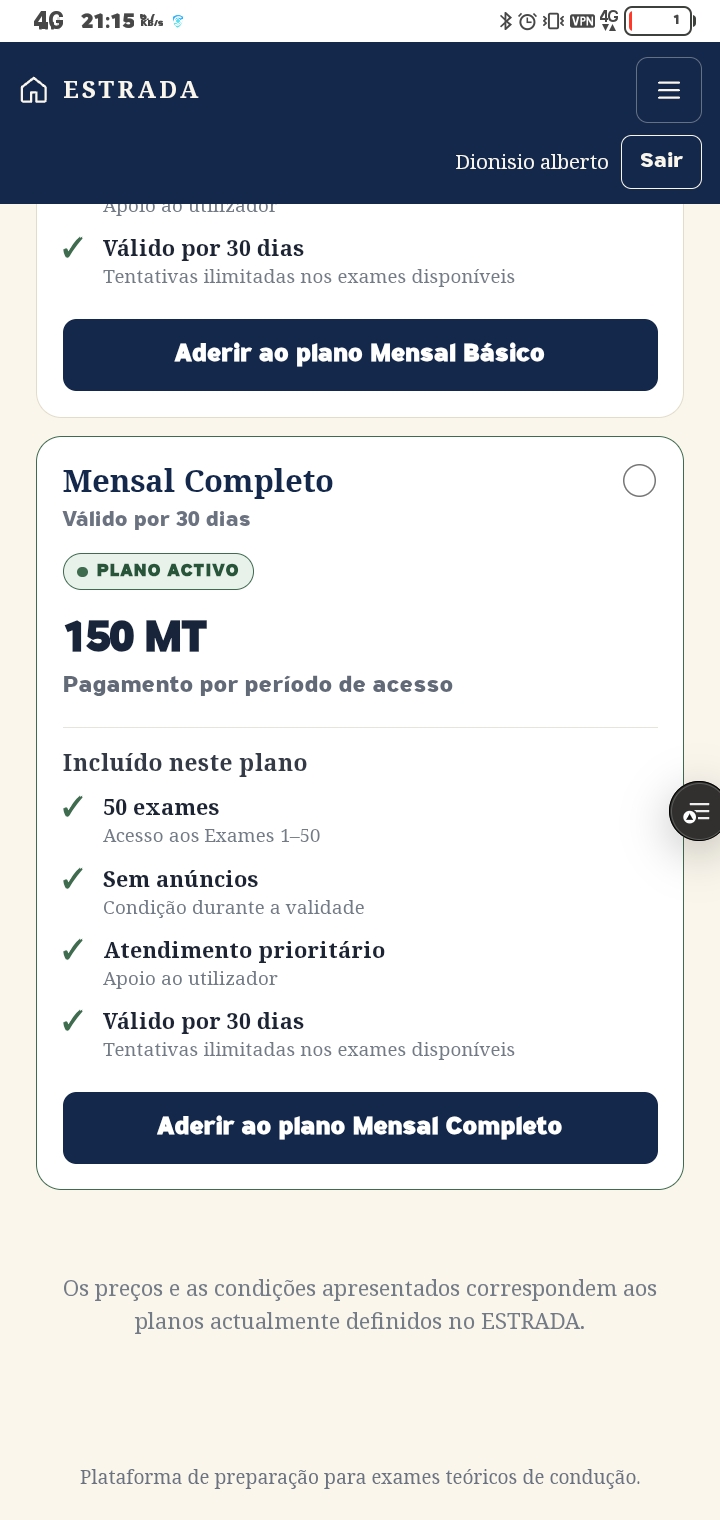 4G 21:15 KB/s VPN 4G 1
ESTRADA
Dionisio alberto Sair
Apoio ao utilizador
✓ Válido por 30 dias
Tentativas ilimitadas nos exames disponíveis
Aderir ao plano Mensal Básico
Mensal Completo
Válido por 30 dias
PLANO ACTIVO
150 MT
Pagamento por período de acesso
Incluído neste plano
✓ 50 exames
Acesso aos Exames 1–50
✓ Sem anúncios
Condição durante a validade
✓ Atendimento prioritário
Apoio ao utilizador
✓ Válido por 30 dias
Tentativas ilimitadas nos exames disponíveis
Aderir ao plano Mensal Completo
Os preços e as condições apresentados correspondem aos
planos actualmente definidos no ESTRADA.
Plataforma de preparação para exames teóricos de condução.